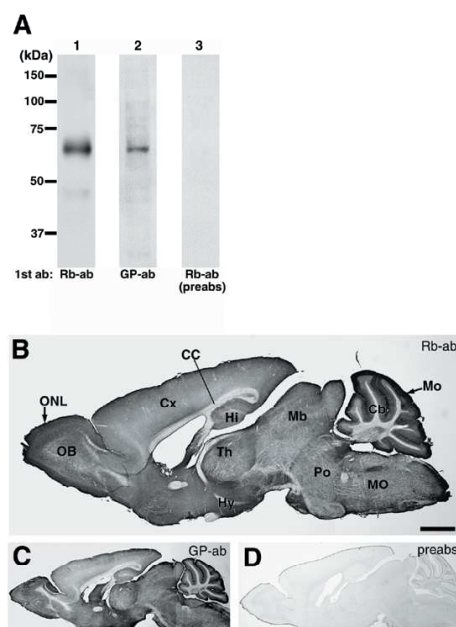 A
(kDa)
1 2 3
150
100
75
50
37
1st ab: Rb-ab GP-ab Rb-ab
(preabs)
B
Rb-ab
CC
Mo
ONL
Cx
Hi
Mb
Cb
OB
Th
Po
MO
Hy
C
GP-ab
D
preabs